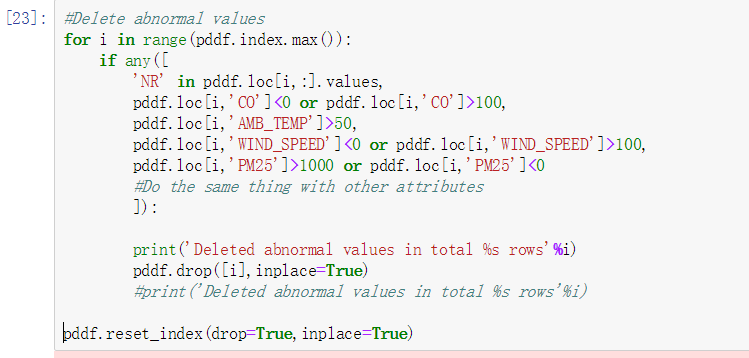 [23]: #Delete abnormal values
for i in range(pddf.index.max()):
    if any([
        'NR' in pddf.loc[i,:].values,
        pddf.loc[i,'CO']<0 or pddf.loc[i,'CO']>100,
        pddf.loc[i,'AMB_TEMP']>50,
        pddf.loc[i,'WIND_SPEED']<0 or pddf.loc[i,'WIND_SPEED']>100,
        pddf.loc[i,'PM25']>1000 or pddf.loc[i,'PM25']<0
        #Do the same thing with other attributes
        ]):
        print('Deleted abnormal values in total %s rows'%i)
        pddf.drop([i],inplace=True)
        #print('Deleted abnormal values in total %s rows'%i)
pddf.reset_index(drop=True,inplace=True)